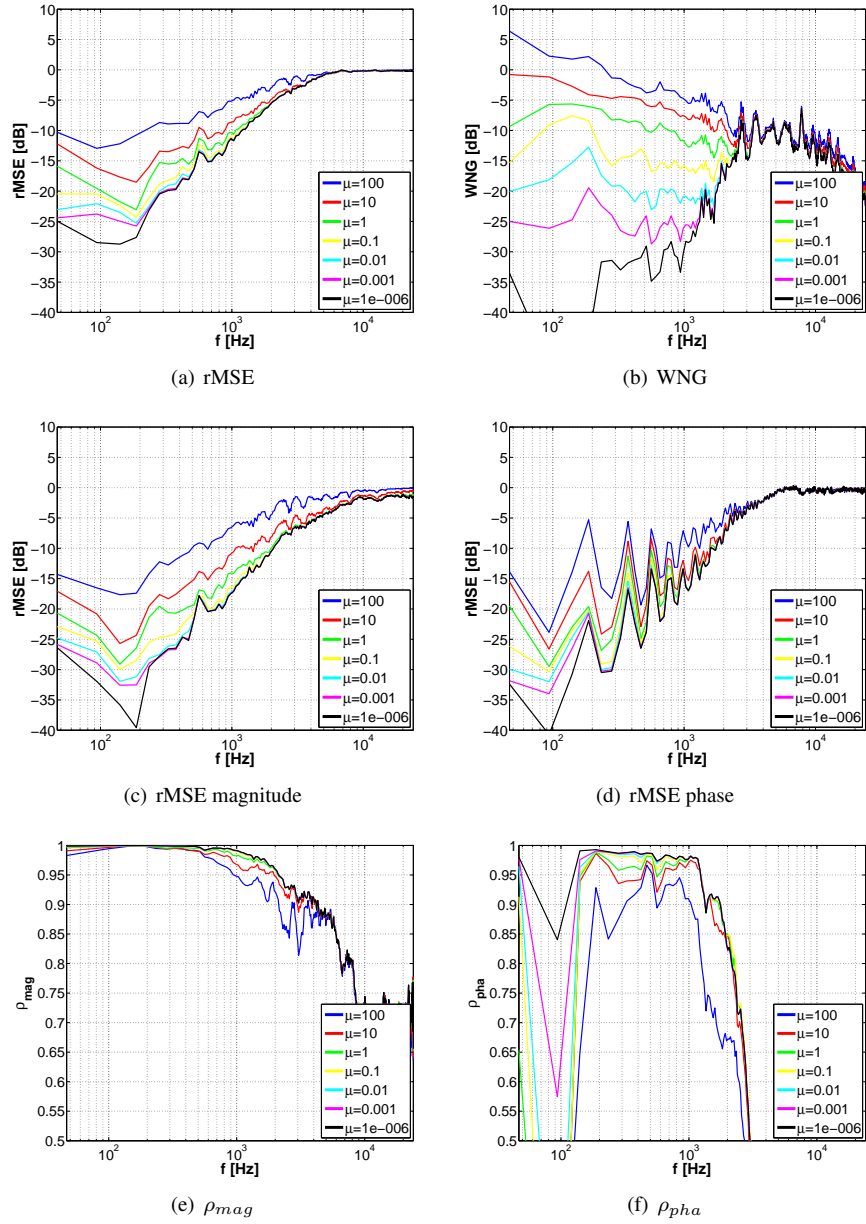 10
5
0
−5
−10
−15
−20
−25
−30
−35
−40
rMSE [dB]
10^2
10^3
10^4
f [Hz]
μ=100
μ=10
μ=1
μ=0.1
μ=0.01
μ=0.001
μ=1e−006
(a) rMSE
10
5
0
−5
−10
−15
−20
−25
−30
−35
−40
WNG [dB]
10^2
10^3
10^4
f [Hz]
μ=100
μ=10
μ=1
μ=0.1
μ=0.01
μ=0.001
μ=1e−006
(b) WNG
10
5
0
−5
−10
−15
−20
−25
−30
−35
−40
rMSE [dB]
10^2
10^3
10^4
f [Hz]
μ=100
μ=10
μ=1
μ=0.1
μ=0.01
μ=0.001
μ=1e−006
(c) rMSE magnitude
10
5
0
−5
−10
−15
−20
−25
−30
−35
−40
rMSE [dB]
10^2
10^3
10^4
f [Hz]
μ=100
μ=10
μ=1
μ=0.1
μ=0.01
μ=0.001
μ=1e−006
(d) rMSE phase
1
0.95
0.9
0.85
0.8
0.75
0.7
0.65
0.6
0.55
0.5
ρmag
10^2
10^3
10^4
f [Hz]
μ=100
μ=10
μ=1
μ=0.1
μ=0.01
μ=0.001
μ=1e−006
(e) ρmag
1
0.95
0.9
0.85
0.8
0.75
0.7
0.65
0.6
0.55
0.5
ρpha
10^2
10^3
10^4
f [Hz]
μ=100
μ=10
μ=1
μ=0.1
μ=0.01
μ=0.001
μ=1e−006
(f) ρpha